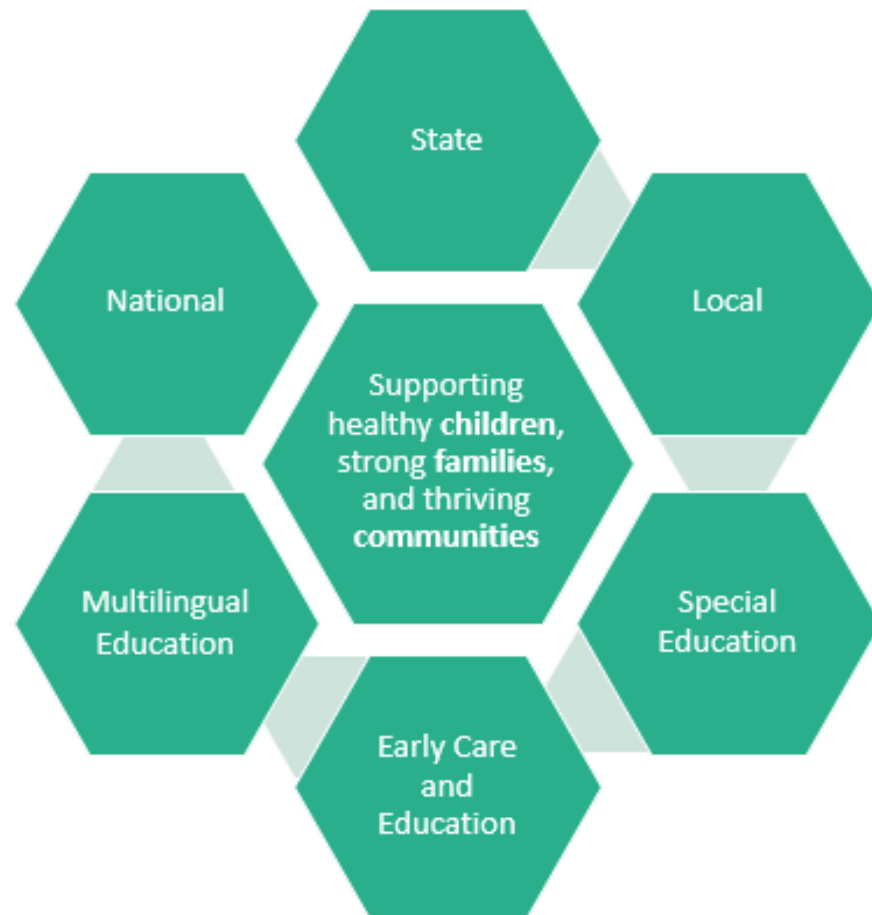 State
National
Local
Supporting
healthy children,
strong families,
and thriving
communities
Multilingual
Education
Special
Education
Early Care
and
Education